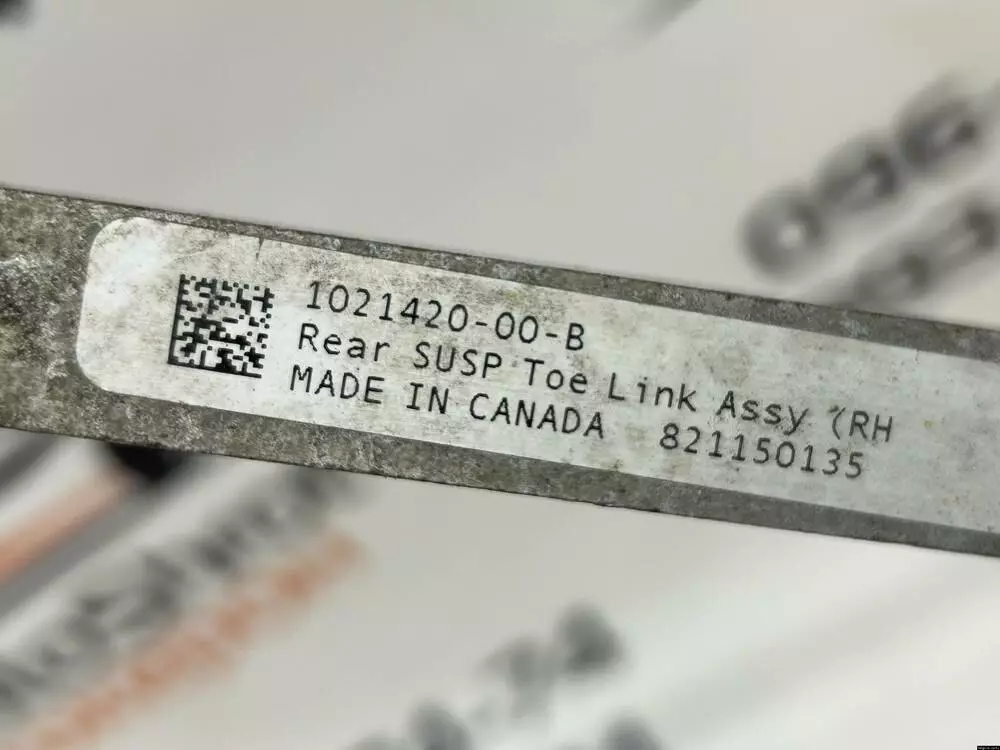 1021420-00-B
Rear SUSP Toe Link Assy (RH
MADE IN CANADA 821150135